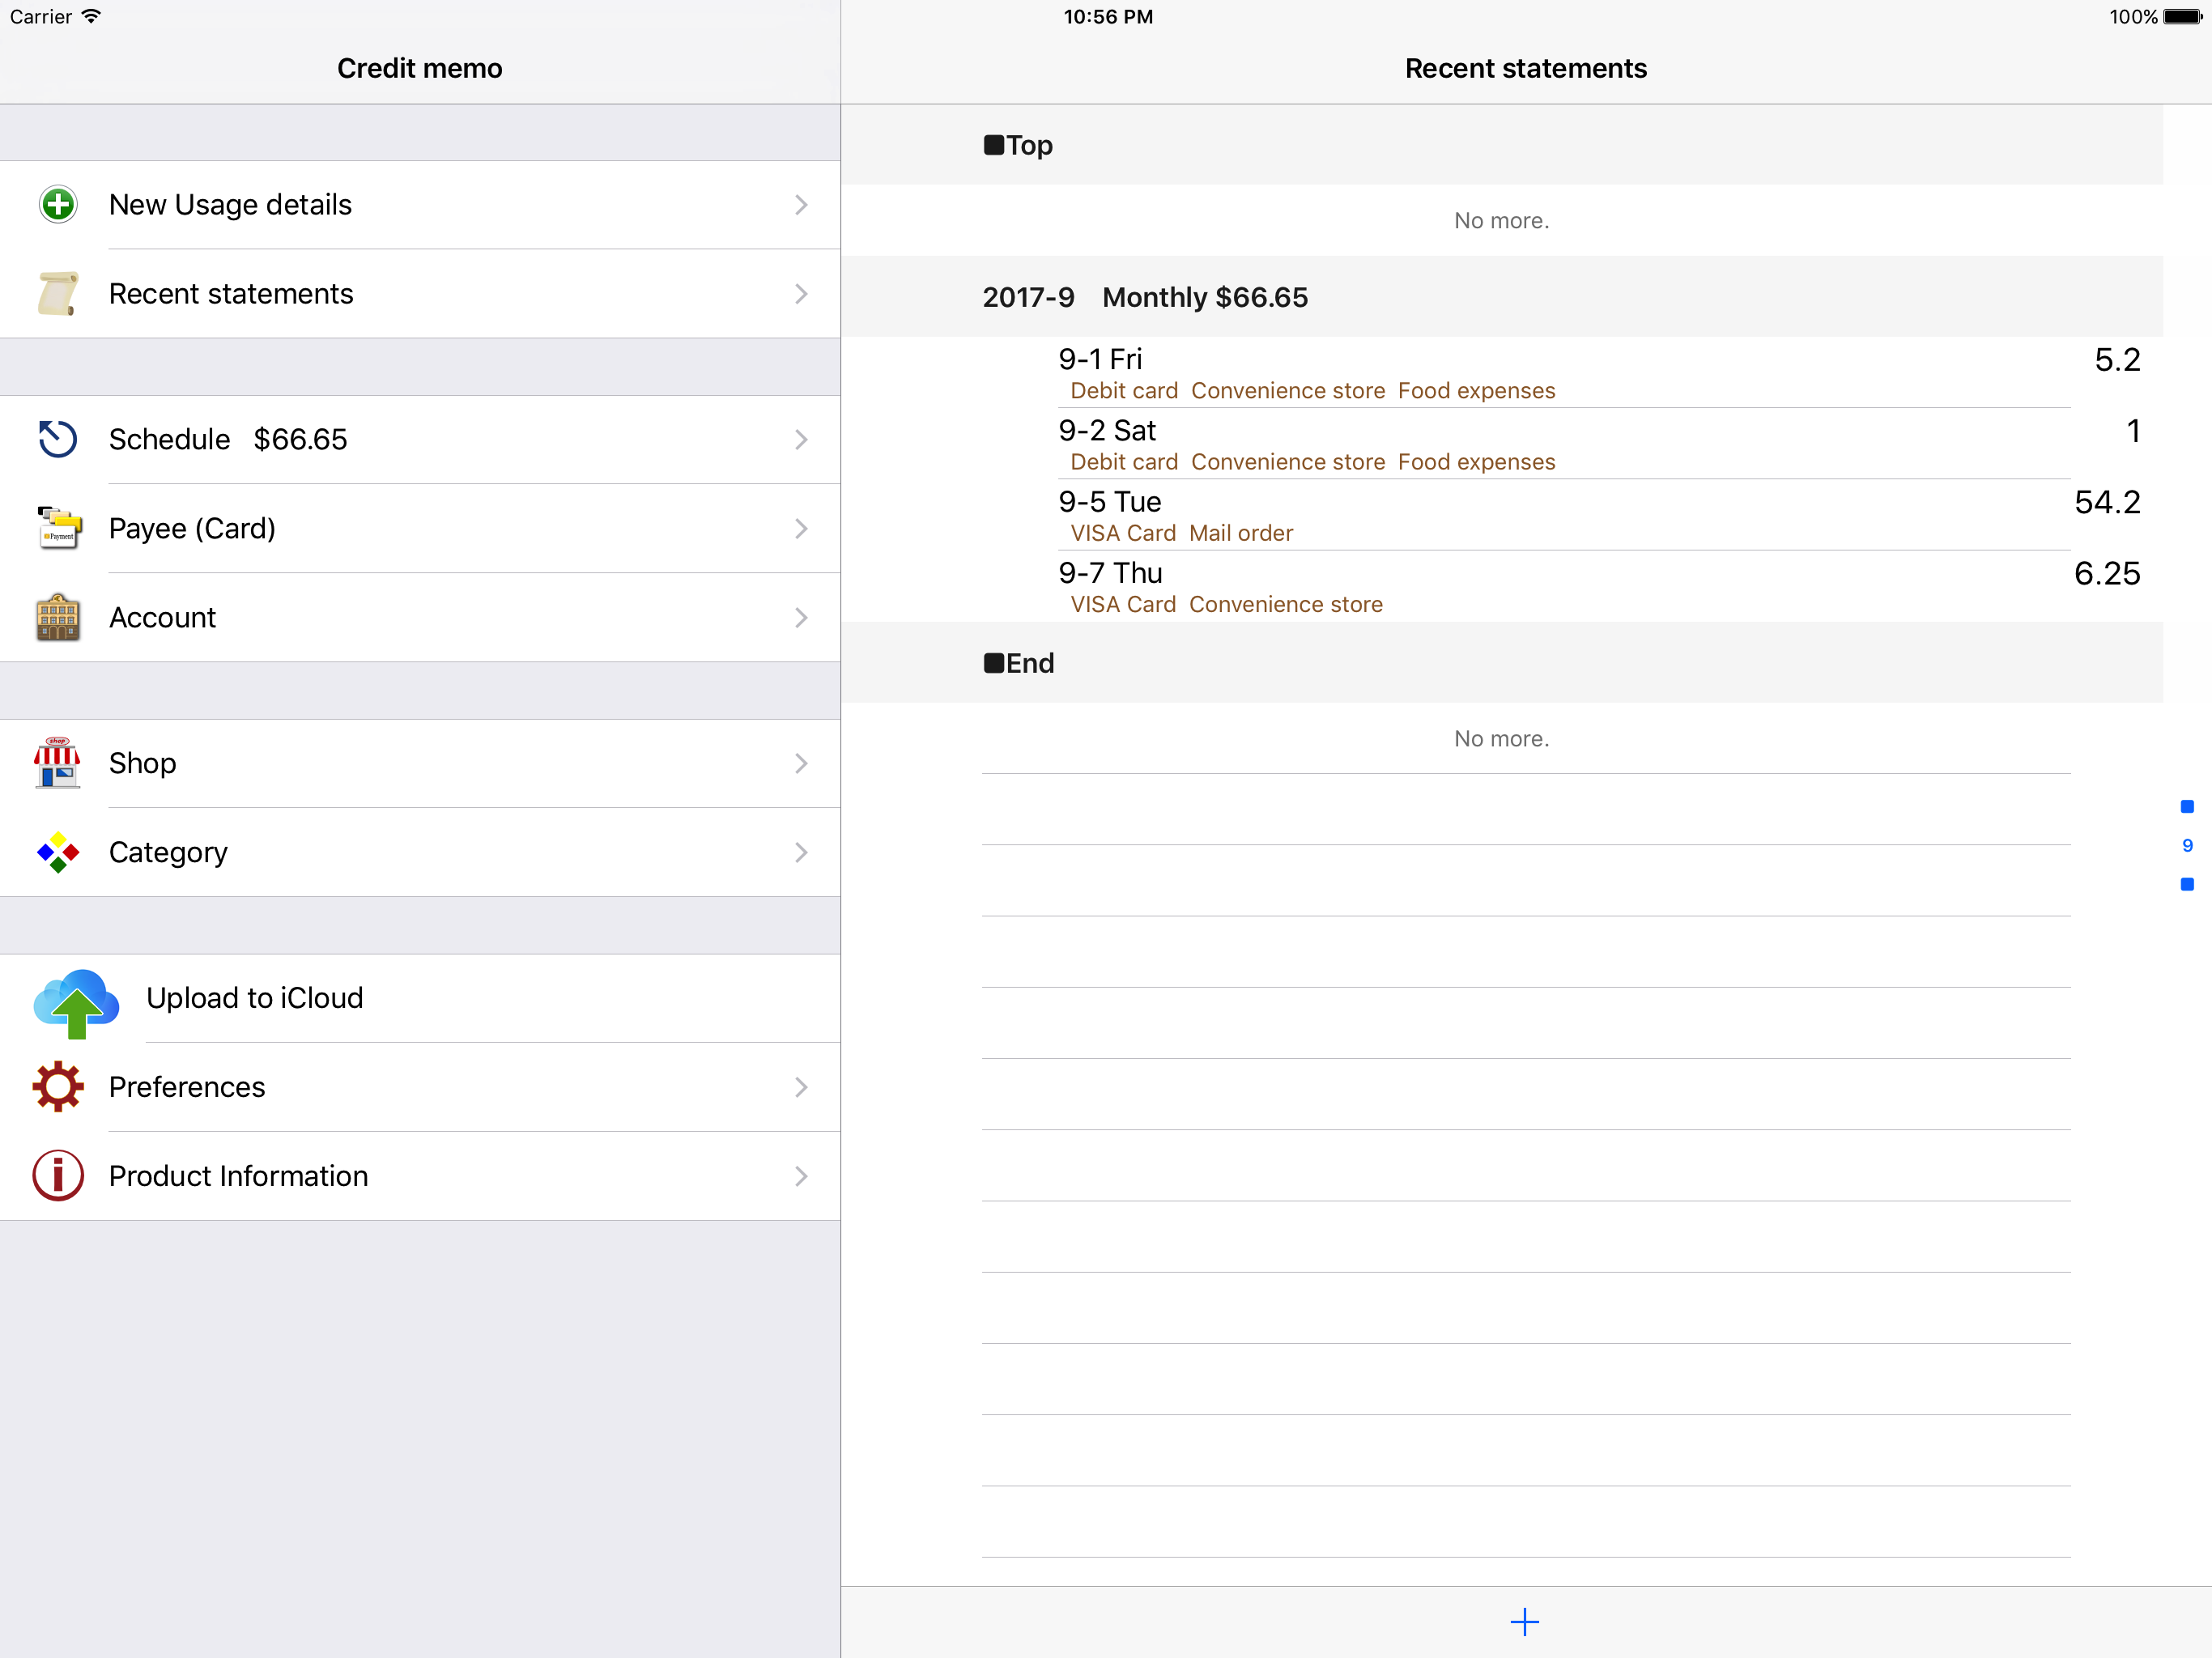 Carrier
10:56 PM
100%
Credit memo
New Usage details
Recent statements
Schedule $66.65
Payment
Payee (Card)
Account
shop
Shop
Category
Upload to iCloud
Preferences
Product Information
Recent statements
■Top
No more.
2017-9 Monthly $66.65
9-1 Fri 5.2
Debit card Convenience store Food expenses
9-2 Sat 1
Debit card Convenience store Food expenses
9-5 Tue 54.2
VISA Card Mail order
9-7 Thu 6.25
VISA Card Convenience store
■End
No more.
9